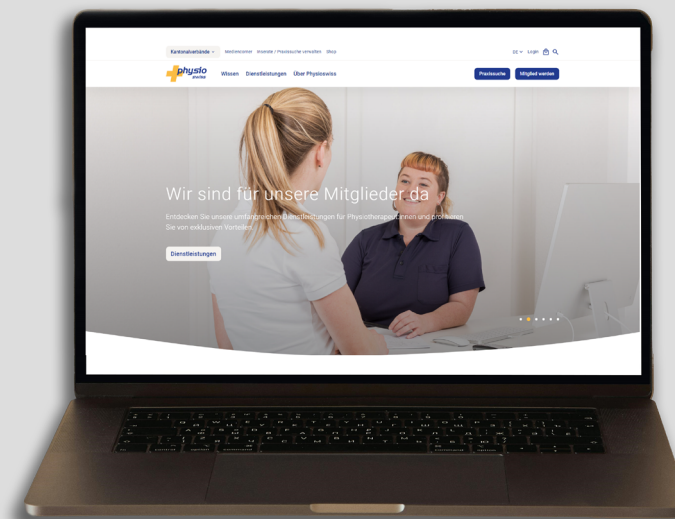 Kantonalverbände
Medizincorner
Inserate / Praxissuche verwalten
Shop
DE
Login
physio
swiss
Wissen
Dienstleistungen
Über Physioswiss
Praxissuche
Mitglied werden
Wir sind für unsere Mitglieder da
Entdecken Sie unsere umfangreichen Dienstleistungen für Physiotherapeut:innen und profitieren
Sie von exklusiven Vorteilen.
Dienstleistungen